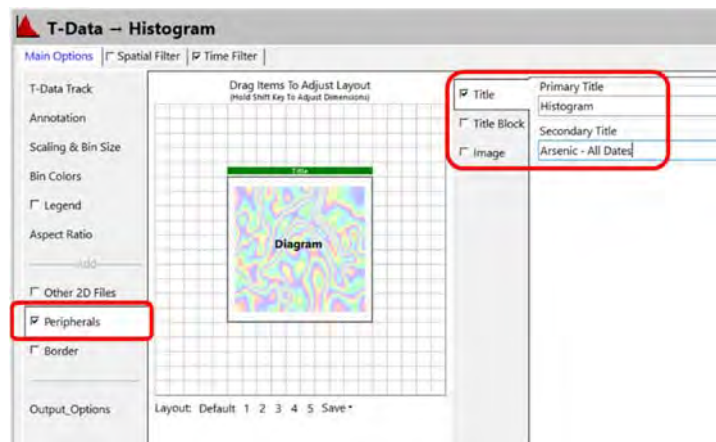 T-Data – Histogram
Main Options
Spatial Filter
Time Filter
T-Data Track
Annotation
Scaling & Bin Size
Bin Colors
Legend
Aspect Ratio
Add
Other 2D Files
Peripherals
Border
Output_Options
Drag Items To Adjust Layout
(Hold Shift Key To Adjust Dimensions)
Title
Diagram
Layout: Default 1 2 3 4 5 Save
Title
Title Block
Image
Primary Title
Histogram
Secondary Title
Arsenic - All Dates